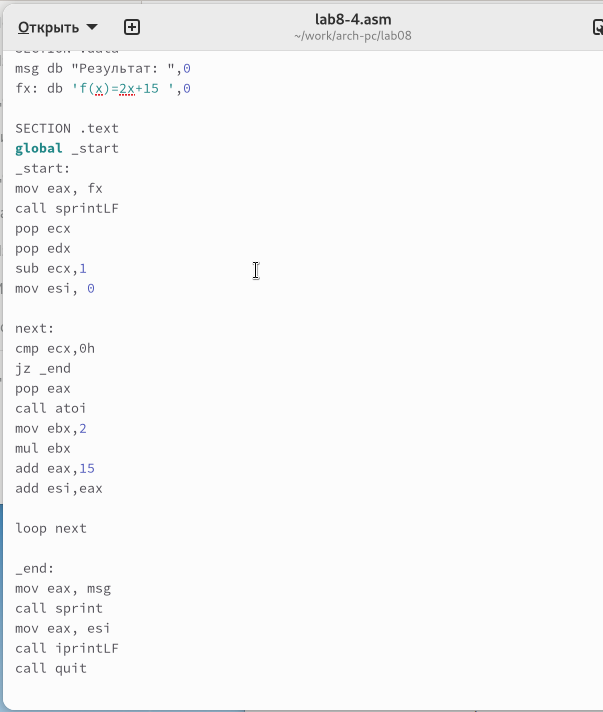 Открыть
lab8-4.asm
~/work/arch-pc/lab08
msg db "Результат: ",0
fx: db 'f(x)=2x+15 ',0
SECTION .text
global _start
_start:
mov eax, fx
call sprintLF
pop ecx
pop edx
sub ecx,1
mov esi, 0
next:
cmp ecx,0h
jz _end
pop eax
call atoi
mov ebx,2
mul ebx
add eax,15
add esi,eax
loop next
_end:
mov eax, msg
call sprint
mov eax, esi
call iprintLF
call quit